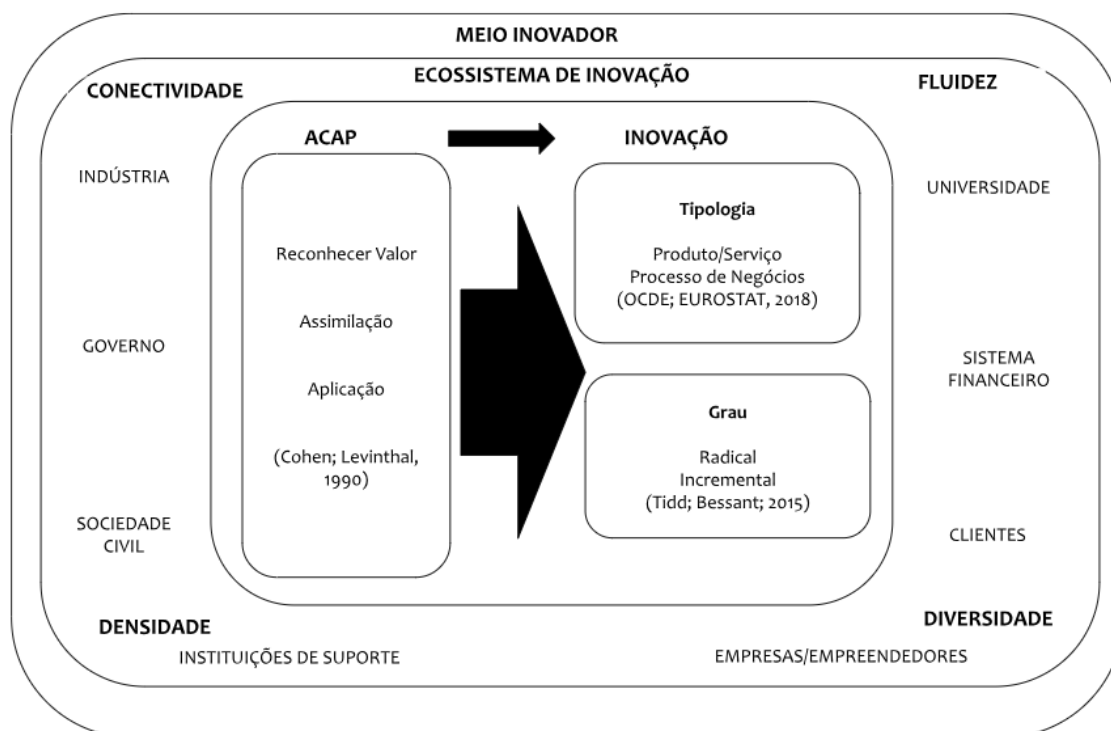 MEIO INOVADOR
ECOSSISTEMA DE INOVAÇÃO
CONECTIVIDADE
FLUIDEZ
ACAP
INOVAÇÃO
INDÚSTRIA
GOVERNO
SOCIEDADE
CIVIL
Reconhecer Valor
Assimilação
Aplicação
(Cohen; Levinthal,
1990)
Tipologia
Produto/Serviço
Processo de Negócios
(OCDE; EUROSTAT, 2018)
Grau
Radical
Incremental
(Tidd; Bessant; 2015)
UNIVERSIDADE
SISTEMA
FINANCEIRO
CLIENTES
DENSIDADE
DIVERSIDADE
INSTITUIÇÕES DE SUPORTE
EMPRESAS/EMPREENDEDORES